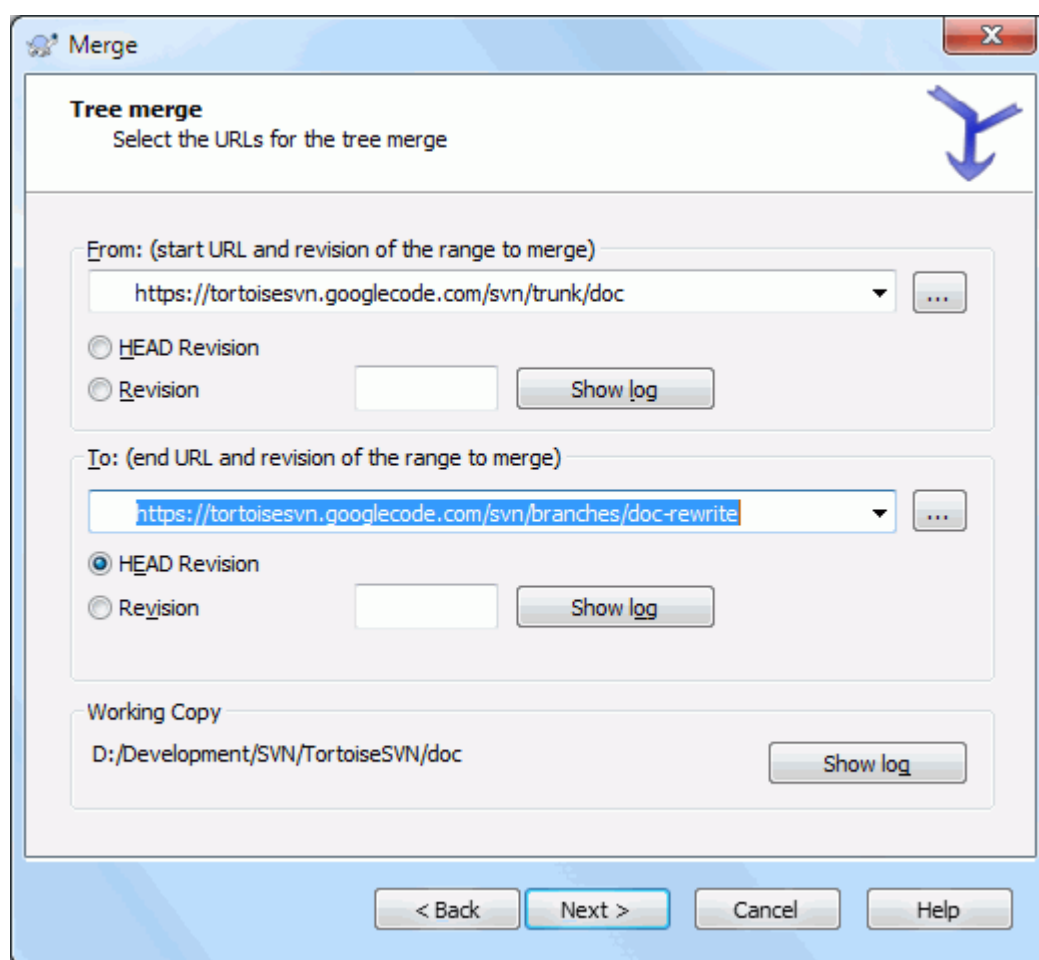 Merge
Tree merge
Select the URLs for the tree merge
From: (start URL and revision of the range to merge)
https://tortoisesvn.googlecode.com/svn/trunk/doc
...
HEAD Revision
Revision
Show log
To: (end URL and revision of the range to merge)
https://tortoisesvn.googlecode.com/svn/branches/doc-rewrite
...
HEAD Revision
Revision
Show log
Working Copy
D:/Development/SVN/TortoiseSVN/doc
Show log
< Back Next > Cancel Help